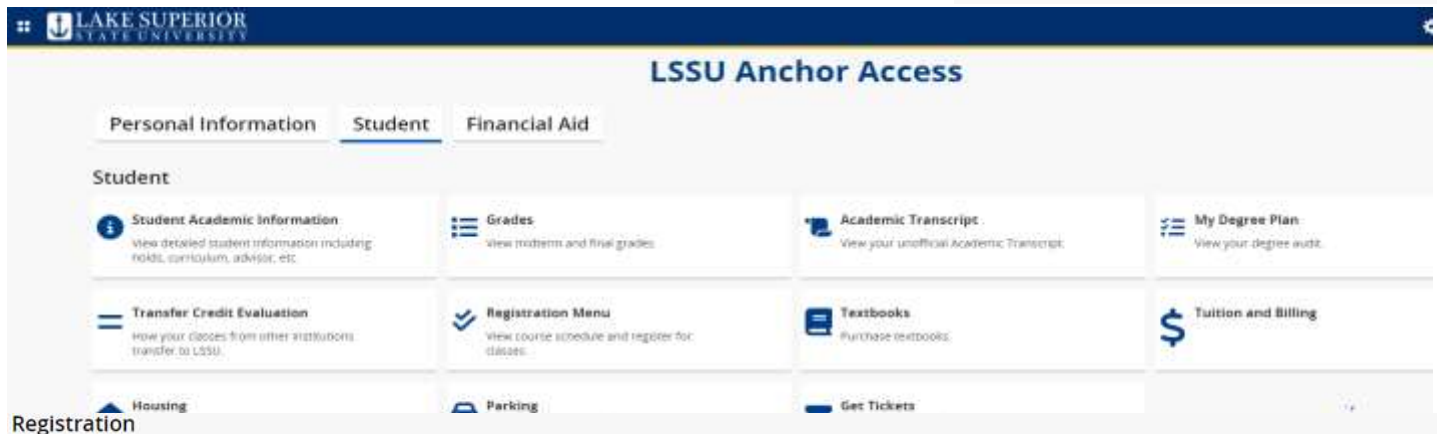 LAKE SUPERIOR
STATE UNIVERSITY
LSSU Anchor Access
Personal Information
Student
Financial Aid
Student
Student Academic Information
View detailed student information including
holds, curriculum, advisor, etc
Grades
View midterm and final grades
Academic Transcript
View your unofficial Academic Transcript.
My Degree Plan
View your degree audit.
Transfer Credit Evaluation
How your classes from other institutions
transfer to LSSU.
Registration Menu
View course schedule and register for
classes.
Textbooks
Purchase textbooks.
Tuition and Billing
Housing
Parking
Get Tickets
Registration